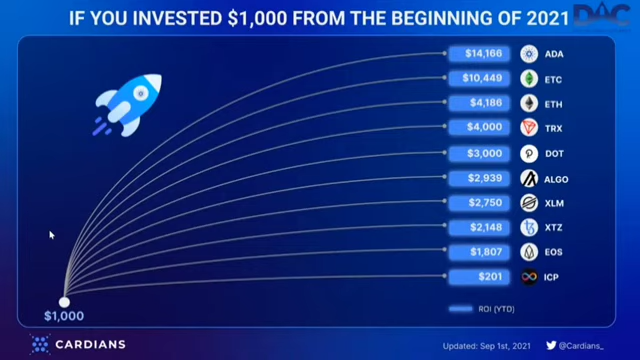 IF YOU INVESTED $1,000 FROM THE BEGINNING OF 2021
DAC
$14,166 ADA
$10,449 ETC
$4,186 ETH
$4,000 TRX
$3,000 DOT
$2,939 ALGO
$2,750 XLM
$2,148 XTZ
$1,807 EOS
$201 ICP
$1,000
ROI (YTD)
CARDIANS
Updated: Sep 1st, 2021
@Cardians_